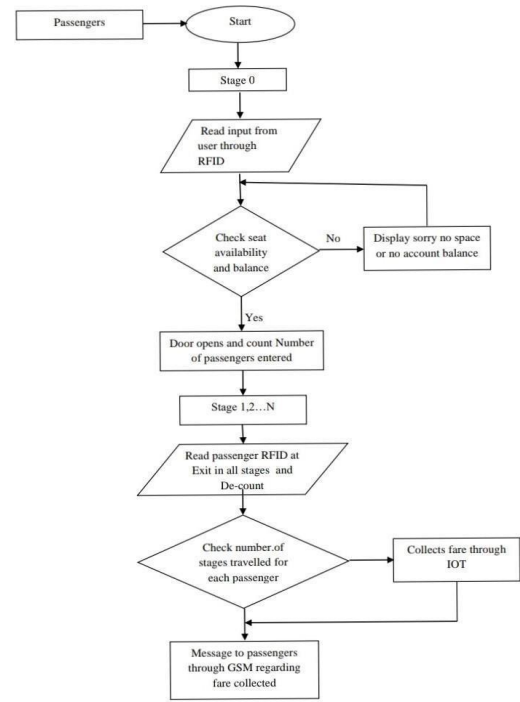 Passengers
Start
Stage 0
Read input from
user through
RFID
Check seat
availability
and balance
No
Display sorry no space
or no account balance
Yes
Door opens and count Number
of passengers entered
Stage 1,2…N
Read passenger RFID at
Exit in all stages and
De-count
Check number.of
stages travelled for
each passenger
Collects fare through
IOT
Message to passengers
through GSM regarding
fare collected